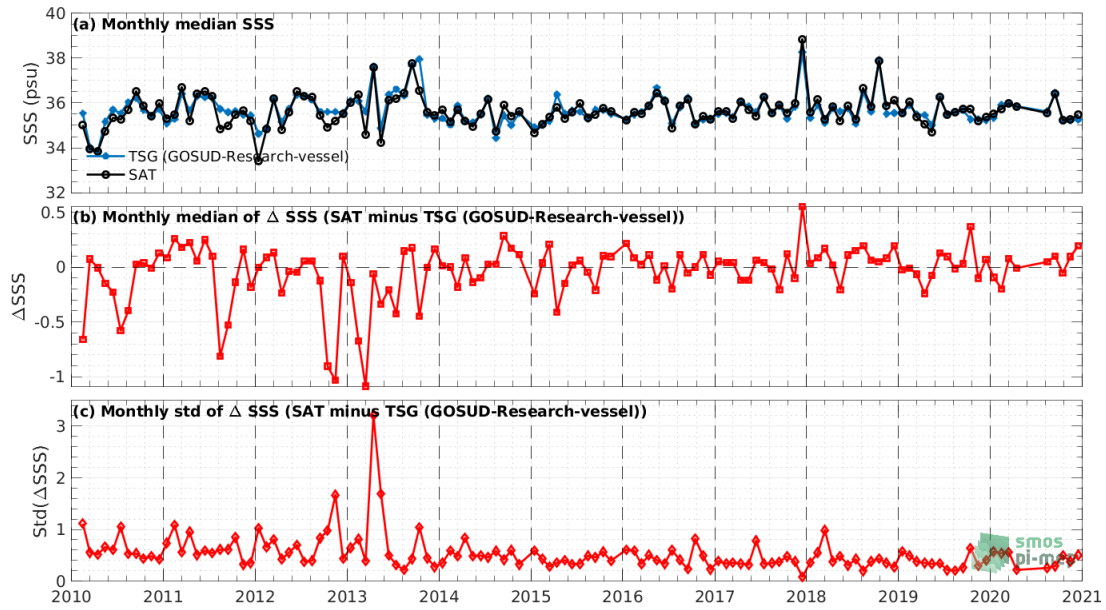 (a) Monthly median SSS
40
38
36
34
32
SSS (psu)
TSG (GOSUD-Research-vessel)
SAT
(b) Monthly median of Δ SSS (SAT minus TSG (GOSUD-Research-vessel))
0.5
0
-0.5
-1
ΔSSS
(c) Monthly std of Δ SSS (SAT minus TSG (GOSUD-Research-vessel))
3
2
1
0
Std(ΔSSS)
smos
pi-mep
2010 2011 2012 2013 2014 2015 2016 2017 2018 2019 2020 2021